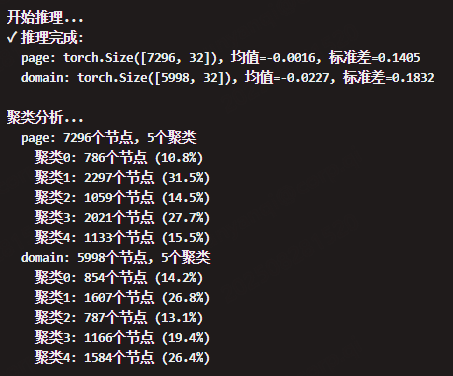 开始推理...
✓ 推理完成:
page: torch.Size([7296, 32]), 均值=-0.0016, 标准差=0.1405
domain: torch.Size([5998, 32]), 均值=-0.0227, 标准差=0.1832
聚类分析...
page: 7296个节点, 5个聚类
聚类0: 786个节点 (10.8%)
聚类1: 2297个节点 (31.5%)
聚类2: 1059个节点 (14.5%)
聚类3: 2021个节点 (27.7%)
聚类4: 1133个节点 (15.5%)
domain: 5998个节点, 5个聚类
聚类0: 854个节点 (14.2%)
聚类1: 1607个节点 (26.8%)
聚类2: 787个节点 (13.1%)
聚类3: 1166个节点 (19.4%)
聚类4: 1584个节点 (26.4%)